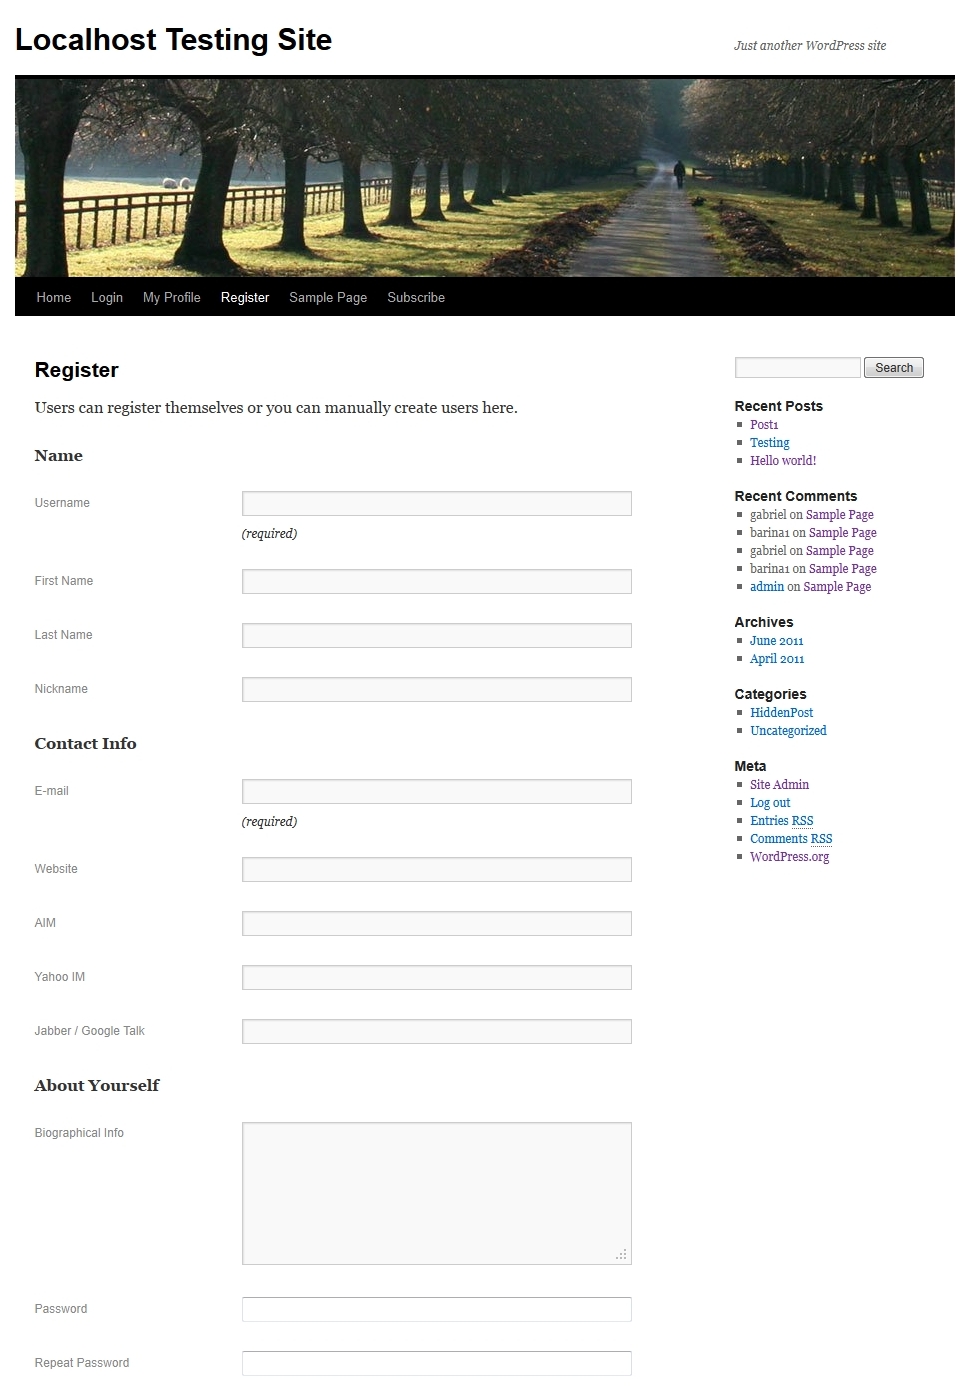 Localhost Testing Site
Just another WordPress site
Home Login My Profile Register Sample Page Subscribe
Register
Users can register themselves or you can manually create users here.
Name
Username
(required)
First Name
Last Name
Nickname
Contact Info
E-mail
(required)
Website
AIM
Yahoo IM
Jabber / Google Talk
About Yourself
Biographical Info
Password
Repeat Password
Search
Recent Posts
Post1
Testing
Hello world!
Recent Comments
gabriel on Sample Page
barina1 on Sample Page
gabriel on Sample Page
barina1 on Sample Page
admin on Sample Page
Archives
June 2011
April 2011
Categories
HiddenPost
Uncategorized
Meta
Site Admin
Log out
Entries RSS
Comments RSS
WordPress.org